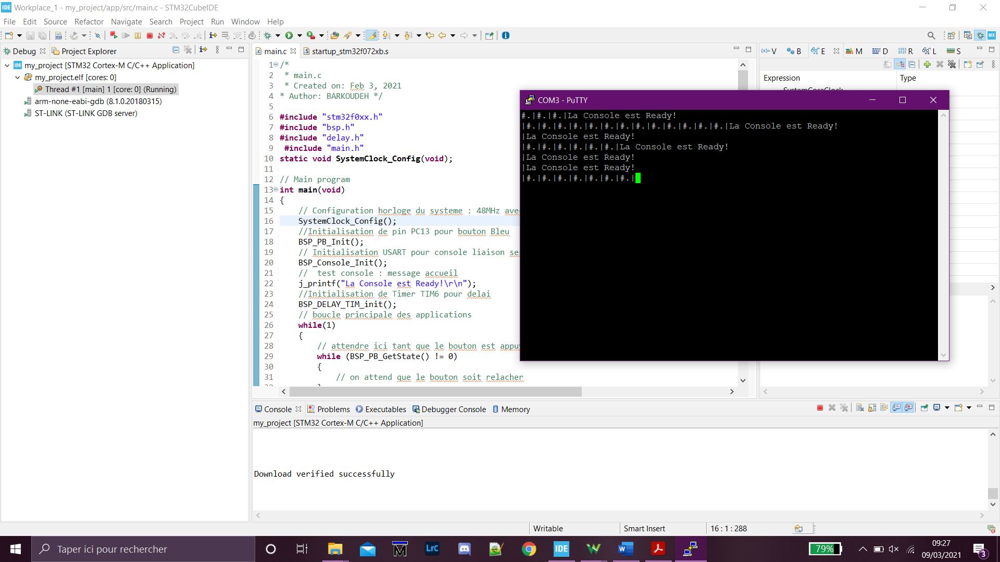 Workplace_1 - my_project/app/src/main.c - STM32CubeIDE
File Edit Source Refactor Navigate Search Project Run Window Help
Debug Project Explorer
my_project [STM32 Cortex-M C/C++ Application]
my_project.elf [cores: 0]
Thread #1 [main] 1 [core: 0] (Running)
arm-none-eabi-gdb (8.1.0.20180315)
ST-LINK (ST-LINK GDB server)
main.c startup_stm32f072xb.s
1 /*
2 * main.c
3 * Created on: Feb 3, 2021
4 * Author: BARKOUDEH */
5
6 #include "stm32f0xx.h"
7 #include "bsp.h"
8 #include "delay.h"
9 #include "main.h"
10 static void SystemClock_Config(void);
11
12 // Main program
13 int main(void)
14 {
15 // Configuration horloge du systeme : 48MHz avec
16 SystemClock_Config();
17 //Initialisation de pin PC13 pour bouton Bleu
18 BSP_PB_Init();
19 // Initialisation USART pour console liaison se
20 BSP_Console_Init();
21 // test console : message accueil
22 j_printf("La Console est Ready!\r\n");
23 //Initialisation de Timer TIM6 pour delai
24 BSP_DELAY_TIM_init();
25 // boucle principale des applications
26 while(1)
27 {
28 // attendre ici tant que le bouton est appuy
29 while (BSP_PB_GetState() != 0)
30 {
31 // on attend que le bouton soit relacher
V B E M D R L S
Expression Type
COM3 - PuTTY
#.|#.|#.|La Console est Ready!
|#.|#.|#.|#.|#.|#.|#.|#.|#.|#.|#.|#.|#.|La Console est Ready!
|La Console est Ready!
|#.|#.|#.|#.|#.|#.|La Console est Ready!
|La Console est Ready!
|La Console est Ready!
|#.|#.|#.|#.|#.|#.|#.|
Console Problems Executables Debugger Console Memory
my_project [STM32 Cortex-M C/C++ Application]
Download verified successfully
Writable Smart Insert 16 : 1 : 288
Taper ici pour rechercher
LrC
IDE
79%
09:27
09/03/2021
3